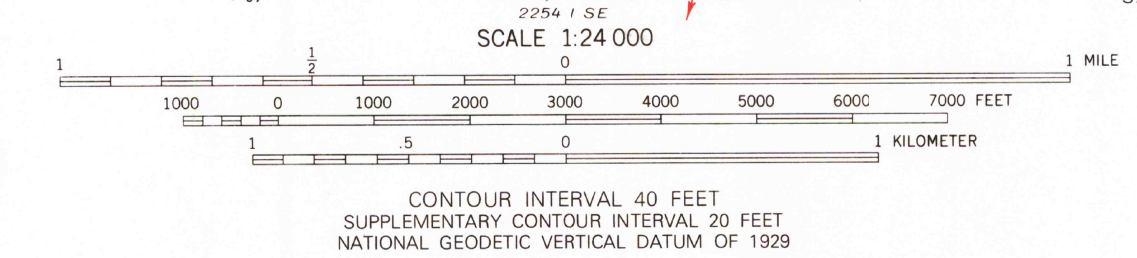 2254 I SE
SCALE 1:24 000
1 1/2 0 1 MILE
1000 0 1000 2000 3000 4000 5000 6000 7000 FEET
1 .5 0 1 KILOMETER
CONTOUR INTERVAL 40 FEET
SUPPLEMENTARY CONTOUR INTERVAL 20 FEET
NATIONAL GEODETIC VERTICAL DATUM OF 1929